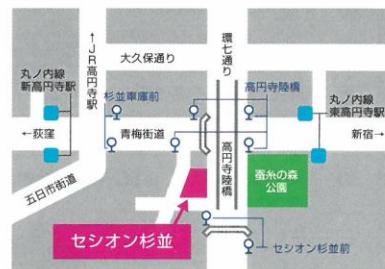 ←JR高円寺駅
大久保通り
環七通り
丸ノ内線
新高円寺駅
杉並車庫前
高円寺陸橋
丸ノ内線
東高円寺駅
←荻窪
青梅街道
新宿→
五日市街道
高円寺陸橋
蚕糸の森
公園
セシオン杉並
セシオン杉並前